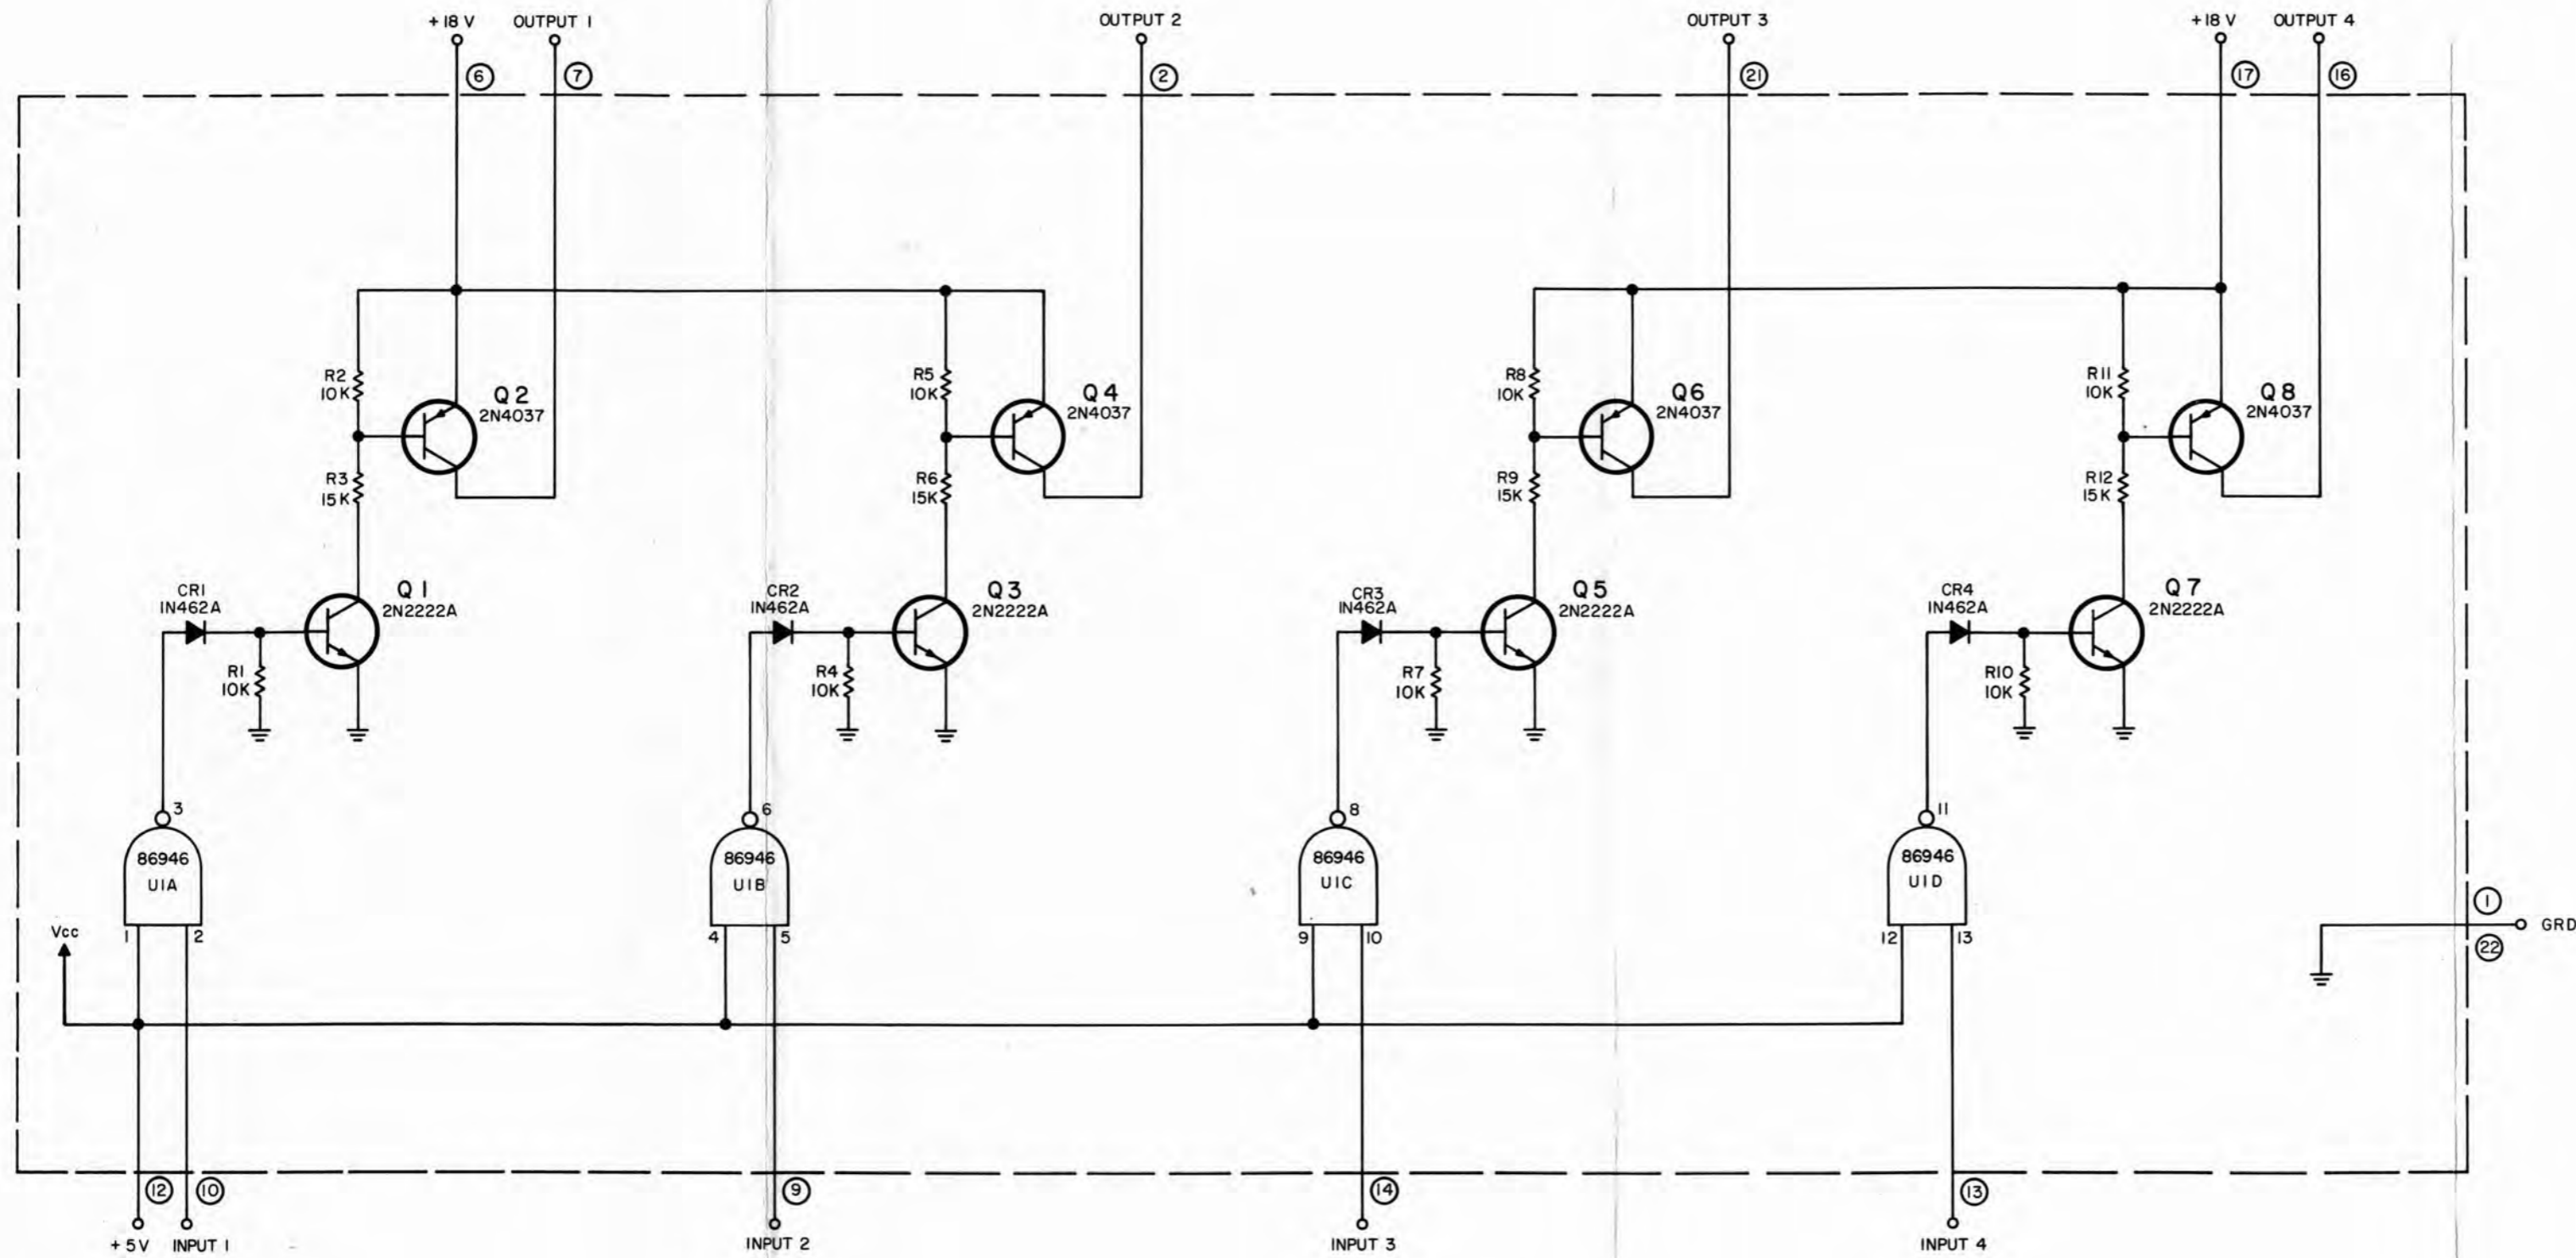 +18 V OUTPUT 1 OUTPUT 2 OUTPUT 3 +18 V OUTPUT 4
6 7 2 21 17 16
R2
10K
Q2
2N4037
R3
15K
R5
10K
Q4
2N4037
R6
15K
R8
10K
Q6
2N4037
R9
15K
R11
10K
Q8
2N4037
R12
15K
CR1
1N462A
Q1
2N2222A
R1
10K
CR2
1N462A
Q3
2N2222A
R4
10K
CR3
1N462A
Q5
2N2222A
R7
10K
CR4
1N462A
Q7
2N2222A
R10
10K
3
86946
U1A
1 2
6
86946
U1B
4 5
8
86946
U1C
9 10
11
86946
U1D
12 13
Vcc
1
GRD
22
12 10 9 14 13
+5V INPUT 1 INPUT 2 INPUT 3 INPUT 4